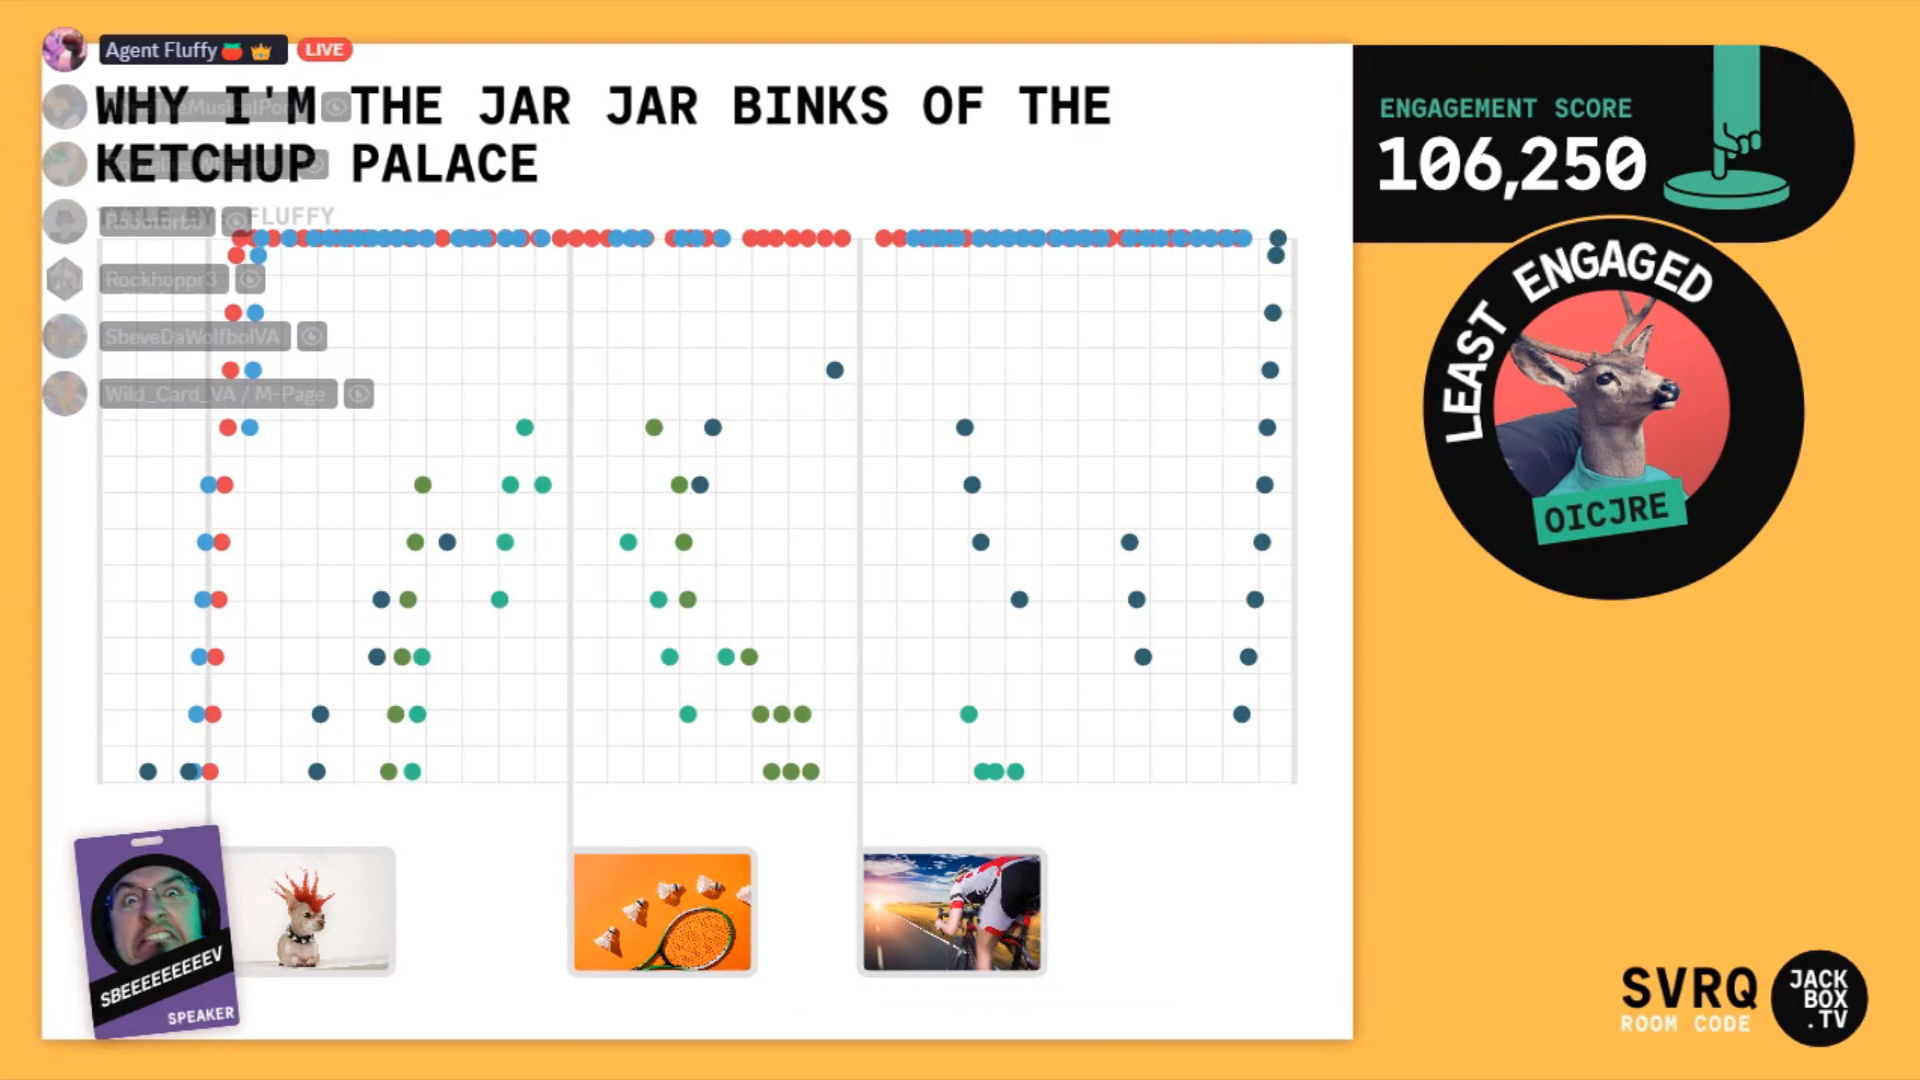 Agent Fluffy
LIVE
WHY I'M THE JAR JAR BINKS OF THE
KETCHUP PALACE
FLUFFY
Rockhoppr3
SbeveDaWolfboiVA
Wild_Card_VA / M-Page
ENGAGEMENT SCORE
106,250
LEAST ENGAGED
OICJRE
SBEEEEEEEEEV
SPEAKER
SVRQ
ROOM CODE
JACK
BOX
.TV